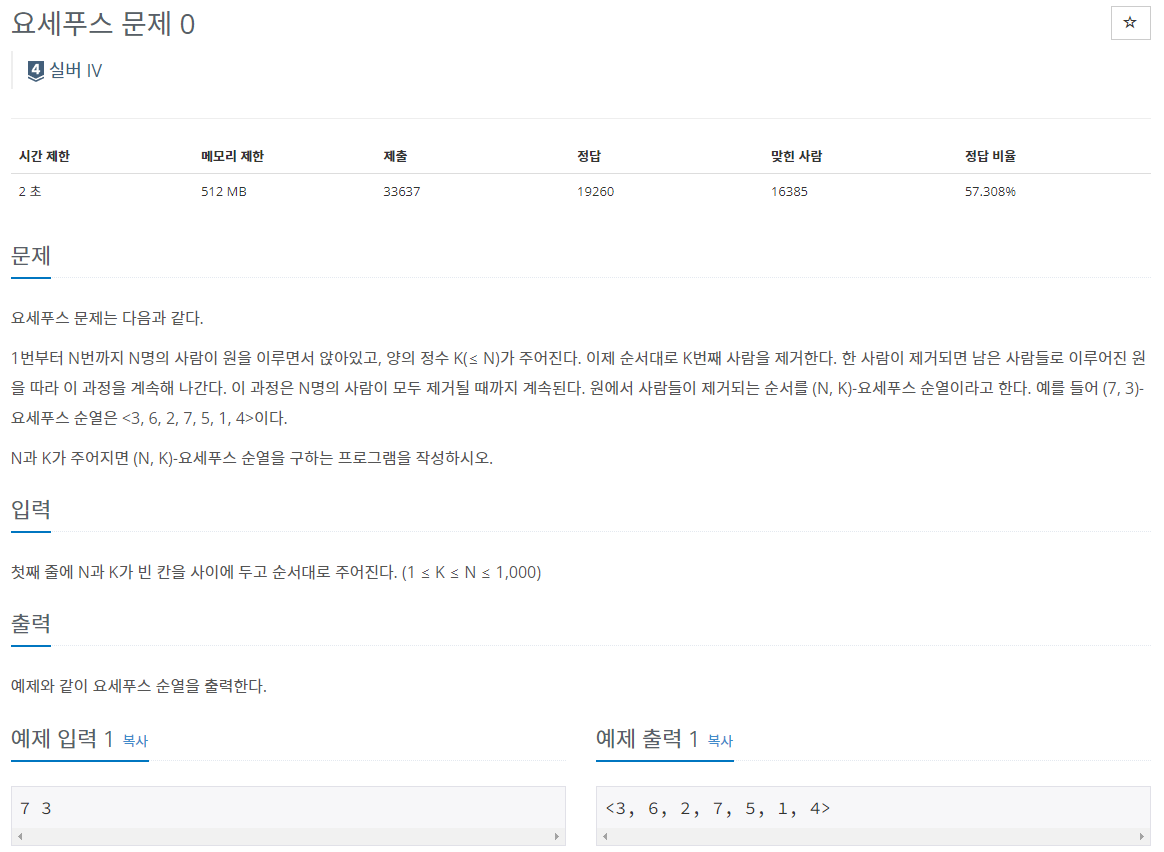 요세푸스 문제 0
☆
4 실버 IV
시간 제한 메모리 제한 제출 정답 맞힌 사람 정답 비율
2 초 512 MB 33637 19260 16385 57.308%
문제
요세푸스 문제는 다음과 같다.
1번부터 N번까지 N명의 사람이 원을 이루면서 앉아있고, 양의 정수 K(≤ N)가 주어진다. 이제 순서대로 K번째 사람을 제거한다. 한 사람이 제거되면 남은 사람들로 이루어진 원
을 따라 이 과정을 계속해 나간다. 이 과정은 N명의 사람이 모두 제거될 때까지 계속된다. 원에서 사람들이 제거되는 순서를 (N, K)-요세푸스 순열이라고 한다. 예를 들어 (7, 3)-
요세푸스 순열은 <3, 6, 2, 7, 5, 1, 4>이다.
N과 K가 주어지면 (N, K)-요세푸스 순열을 구하는 프로그램을 작성하시오.
입력
첫째 줄에 N과 K가 빈 칸을 사이에 두고 순서대로 주어진다. (1 ≤ K ≤ N ≤ 1,000)
출력
예제와 같이 요세푸스 순열을 출력한다.
예제 입력 1 복사
7 3
예제 출력 1 복사
<3, 6, 2, 7, 5, 1, 4>